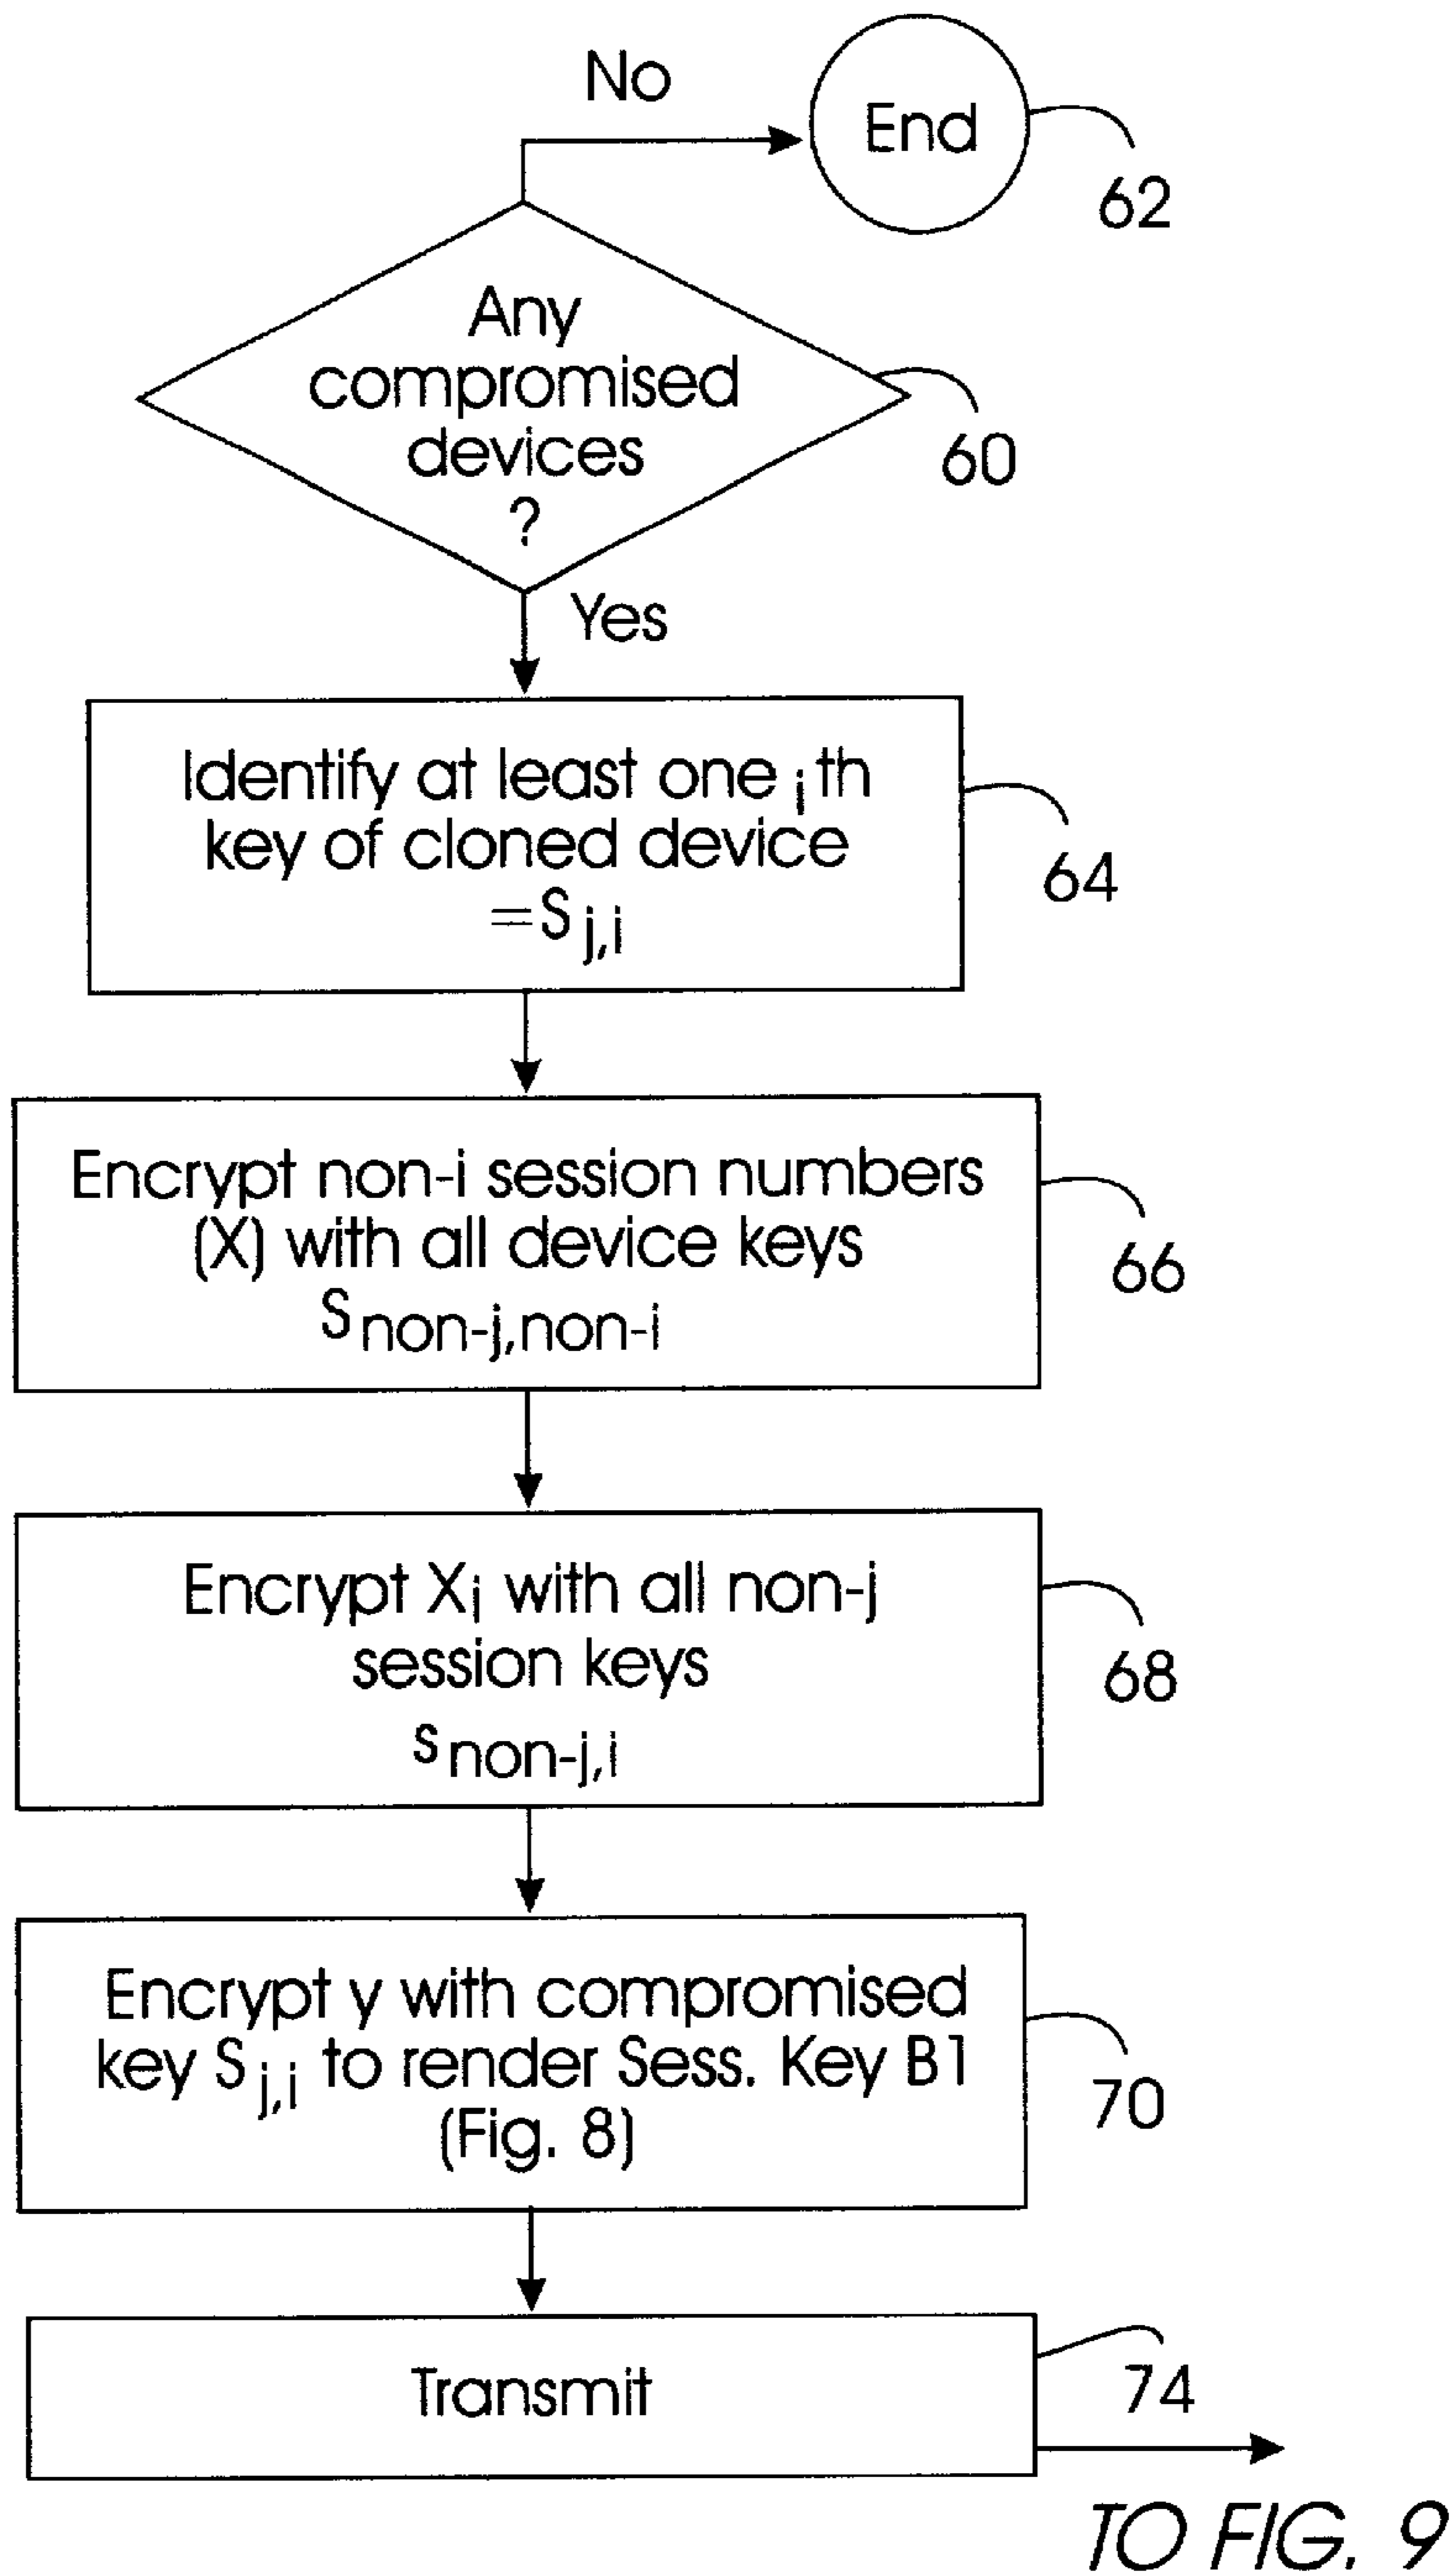 No
End
62
Any
compromised
devices
?
60
Yes
Identify at least one i th
key of cloned device
=S j,i
64
Encrypt non-i session numbers
(X) with all device keys
S non-j,non-i
66
Encrypt Xi with all non-j
session keys
s non-j,i
68
Encrypt y with compromised
key S j,i to render Sess. Key B1
(Fig. 8)
70
Transmit
74
TO FIG. 9